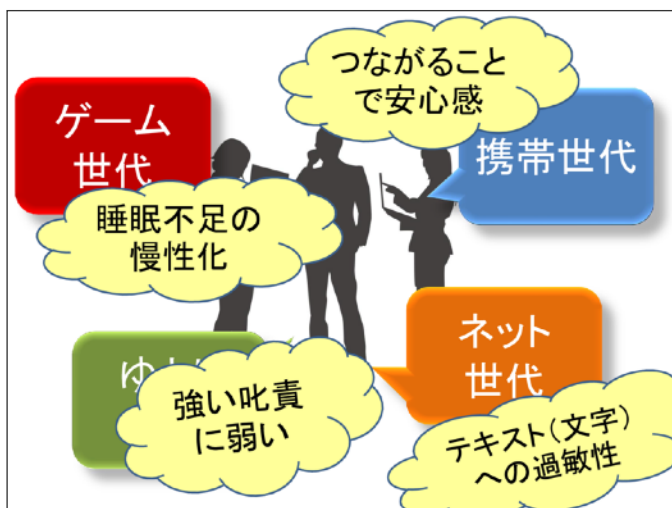 つながること
で安心感
ゲーム
世代
携帯世代
睡眠不足の
慢性化
ネット
世代
ゆ
強い叱責
に弱い
テキスト(文字)
への過敏性